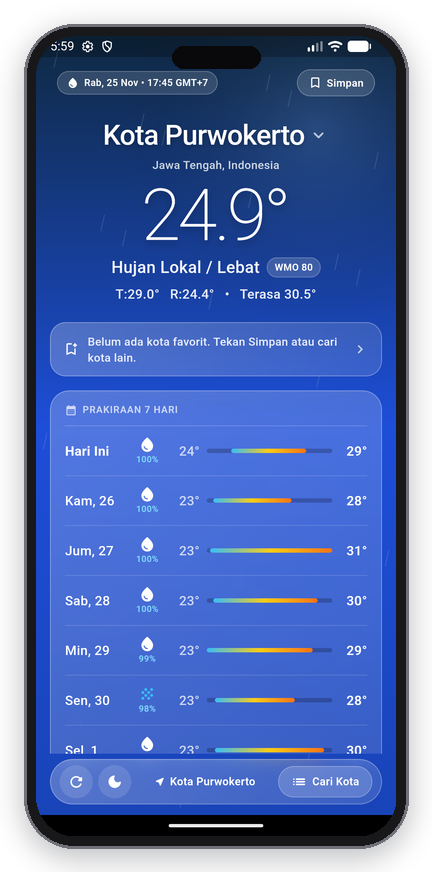 5:59
Rab, 25 Nov • 17:45 GMT+7
Simpan
Kota Purwokerto
Jawa Tengah, Indonesia
24.9°
Hujan Lokal / Lebat WMO 80
T:29.0° R:24.4° • Terasa 30.5°
Belum ada kota favorit. Tekan Simpan atau cari
kota lain.
PRAKIRAAN 7 HARI
Hari Ini 100% 24° 29°
Kam, 26 100% 23° 28°
Jum, 27 100% 23° 31°
Sab, 28 100% 23° 30°
Min, 29 99% 23° 29°
Sen, 30 98% 23° 28°
Sel, 1 23° 30°
Kota Purwokerto
Cari Kota